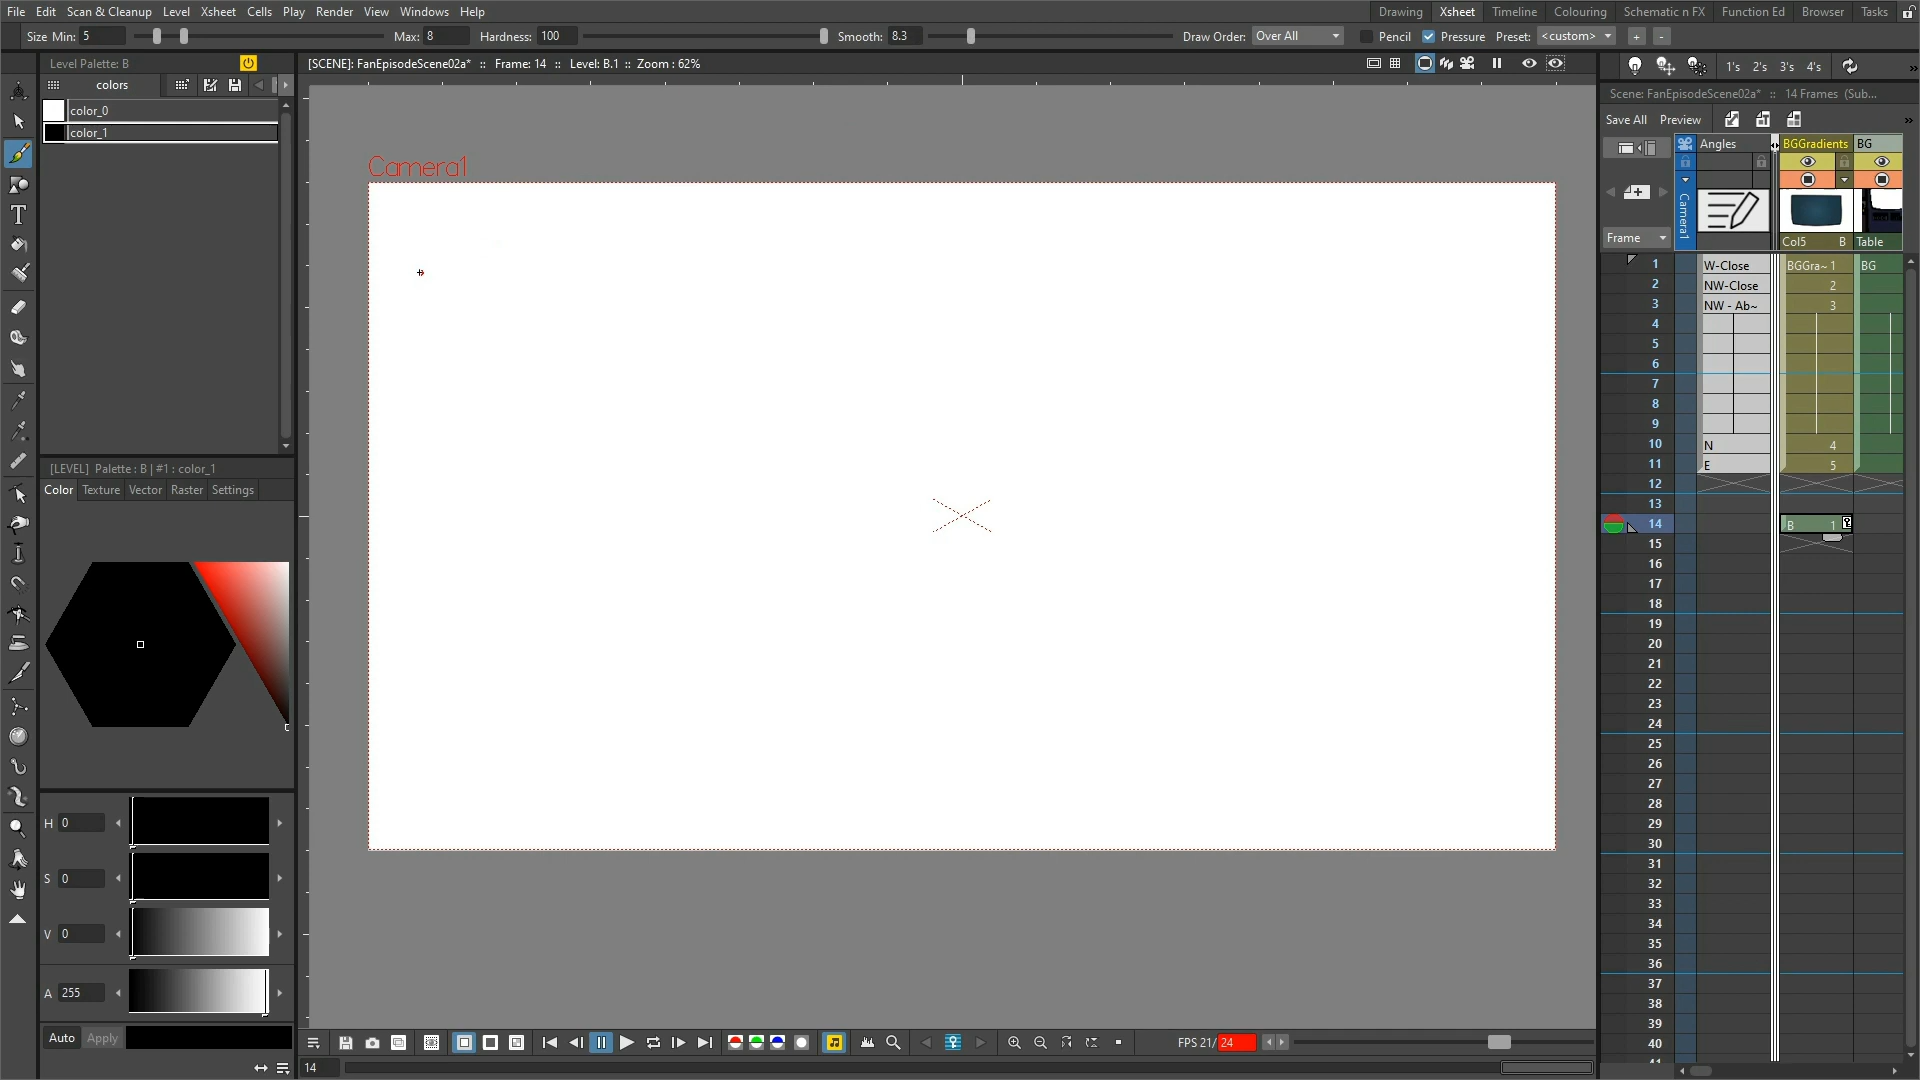 File Edit Scan & Cleanup Level Xsheet Cells Play Render View Windows Help
Drawing Xsheet Timeline Colouring Schematic n FX Function Ed Browser Tasks
Size Min: 5 Max: 8 Hardness: 100 Smooth: 8.3 Draw Order: Over All Pencil Pressure Preset: <custom> + -
Level Palette: B
[SCENE]: FanEpisodeScene02a* :: Frame: 14 :: Level: B.1 :: Zoom : 62%
1's 2's 3's 4's »
colors
color_0
color_1
Scene: FanEpisodeScene02a* :: 14 Frames (Sub...
Save All Preview »
Angles BGGradients BG
Camera1
Camera1
Frame Col5 B Table
1 W-Close BGGra~ 1 BG
2 NW-Close 2
3 NW - Ab~ 3
4
5
6
7
8
9
10 N 4
11 E 5
12
13
14 B 1
15
16
17
18
19
20
21
22
23
24
25
26
27
28
29
30
31
32
33
34
35
36
37
38
39
40
41
[LEVEL] Palette : B | #1 : color_1
Color Texture Vector Raster Settings
H 0
S 0
V 0
A 255
Auto Apply
FPS 21/24
14